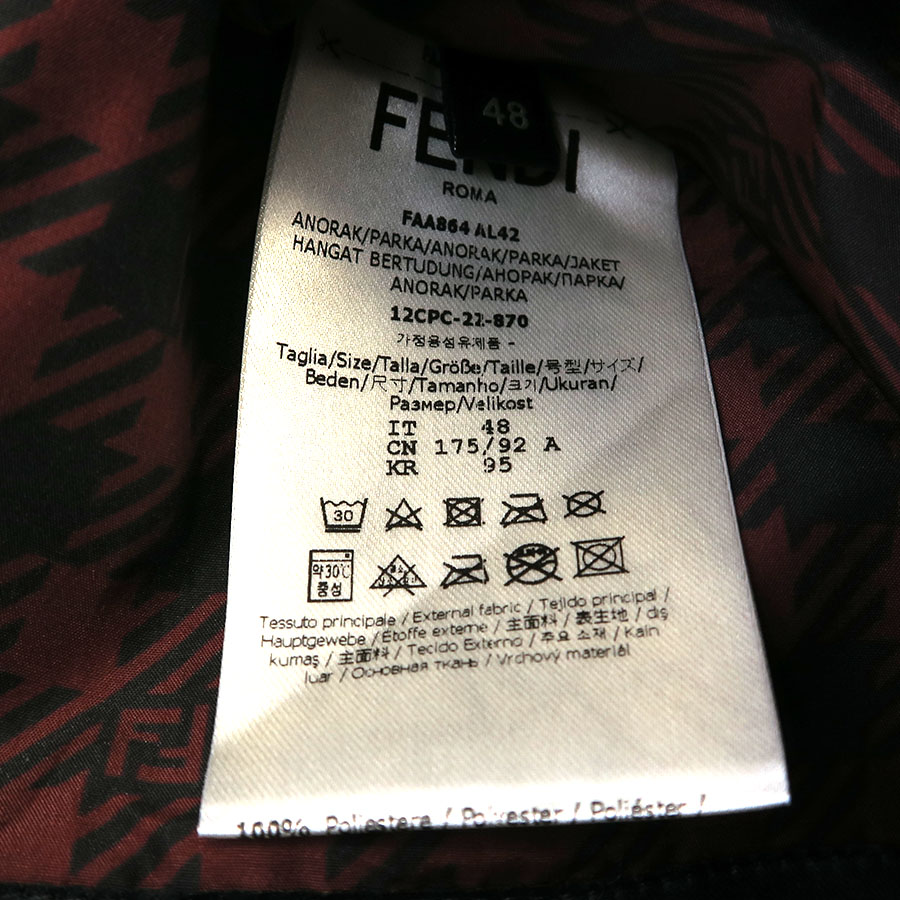 48
FENDI
ROMA
FAA864 AL42
ANORAK/PARKA/ANORAK/PARKA/JAKET
HANGAT BERTUDUNG/АНОРАК/ПАРКА/
ANORAK/PARKA
12CPC-22-870
가정용섬유제품 -
Taglia/Size/Talla/Größe/Taille/号型/サイズ/
Beden/尺寸/Tamanho/크기/Ukuran/
Размер/Velikost
IT 48
CN 175/92 A
KR 95
30
약30℃
중성
Tessuto principale / External fabric / Tejido principal /
Hauptgewebe / Étoffe externe / 主面料 / 表生地 / dış
kumaş / 主面料 / Tecido Externo / 주요 소재 / Kain
luar / Основная ткань / Vrchový materiál
100% Poliestere / Polyester / Poliéster /